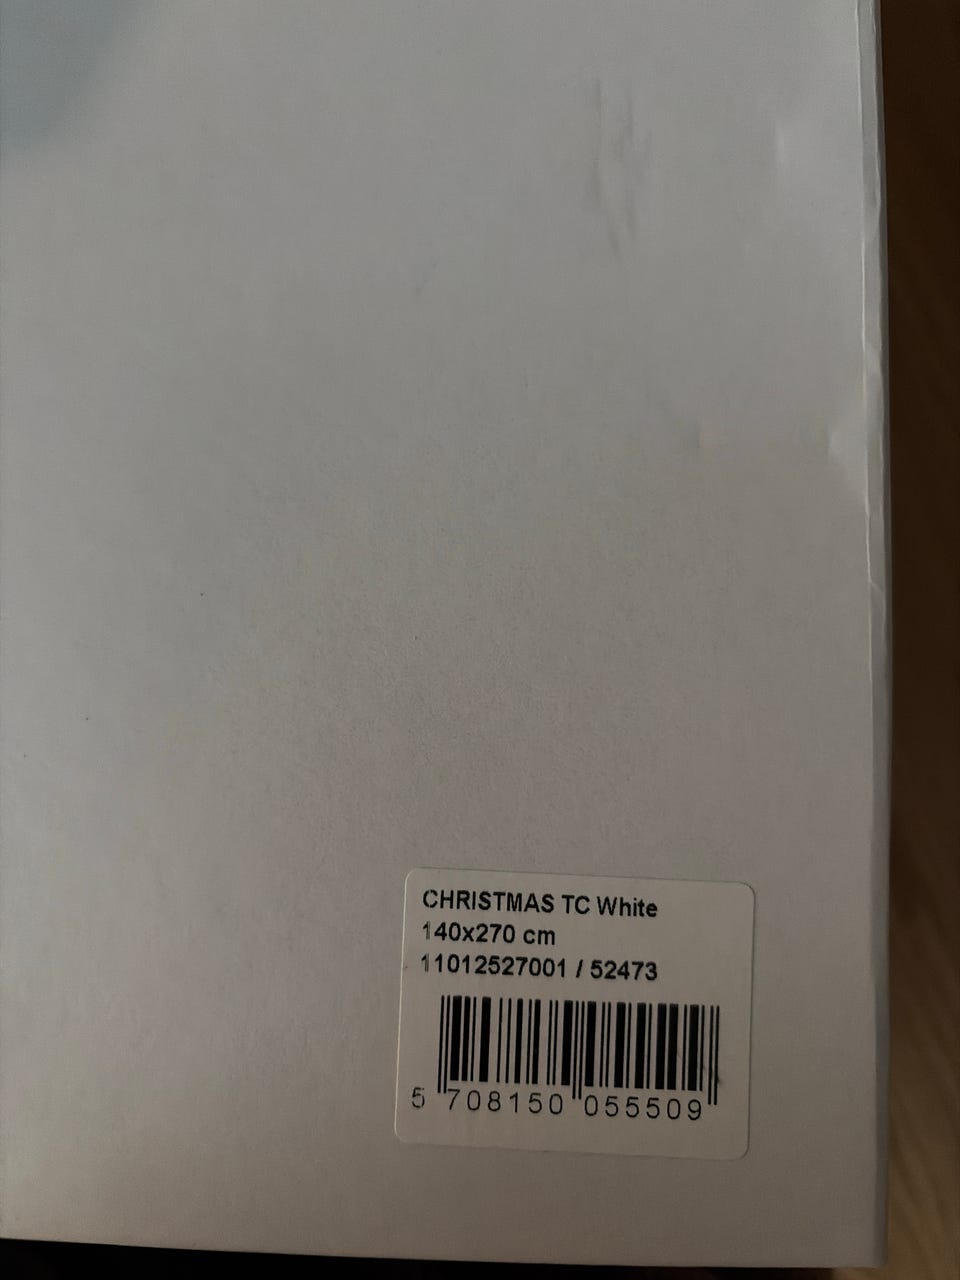 CHRISTMAS TC White
140x270 cm
11012527001 / 52473
5 708150 055509